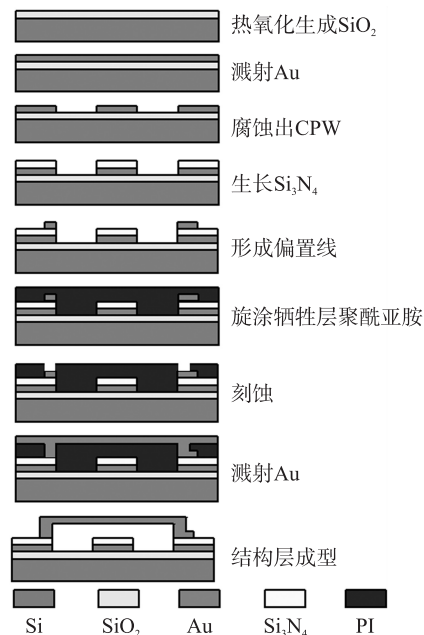 热氧化生成SiO₂
溅射Au
腐蚀出CPW
生长Si₃N₄
形成偏置线
旋涂牺牲层聚酰亚胺
刻蚀
溅射Au
结构层成型
Si SiO₂ Au Si₃N₄ PI